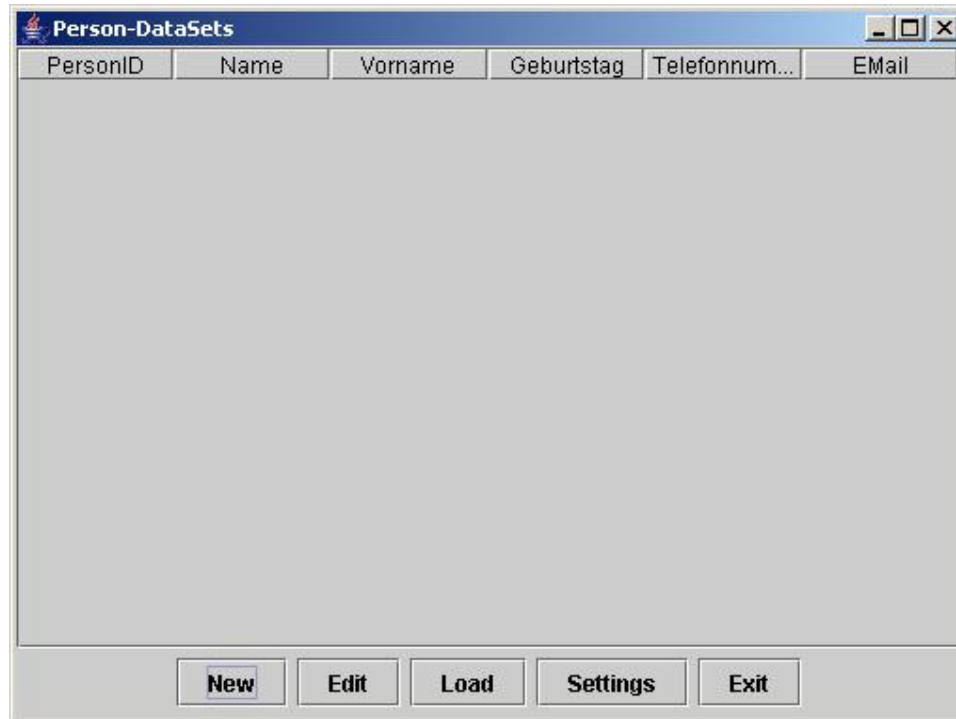 Person-DataSets
PersonID Name Vorname Geburtstag Telefonnum... EMail
New Edit Load Settings Exit